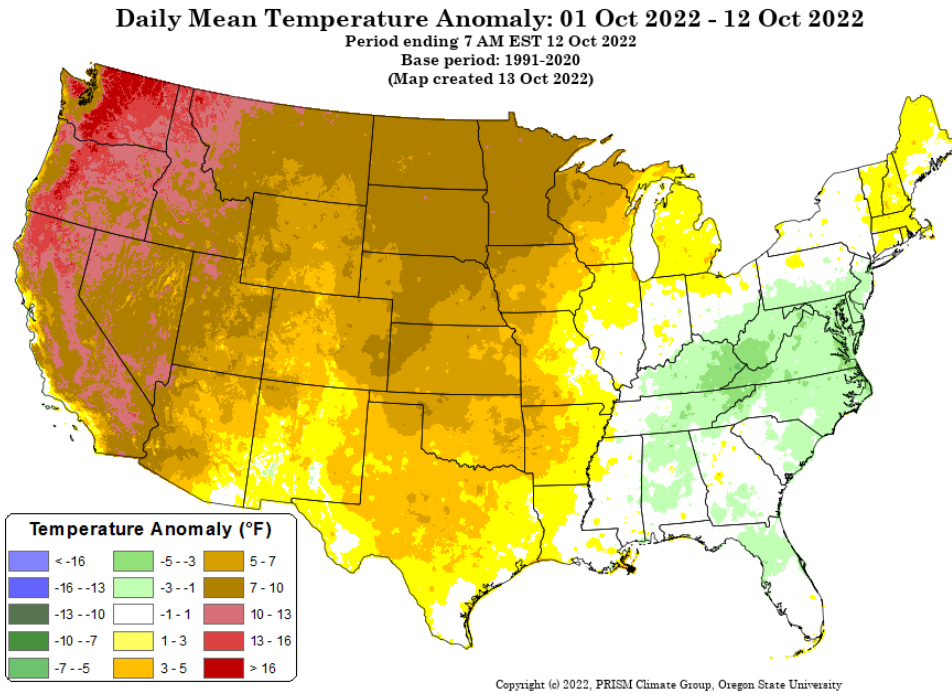 Daily Mean Temperature Anomaly: 01 Oct 2022 - 12 Oct 2022
Period ending 7 AM EST 12 Oct 2022
Base period: 1991-2020
(Map created 13 Oct 2022)
Temperature Anomaly (°F)
< -16
-16 - -13
-13 - -10
-10 - -7
-7 - -5
-5 - -3
-3 - -1
-1 - 1
1 - 3
3 - 5
5 - 7
7 - 10
10 - 13
13 - 16
> 16
Copyright (c) 2022, PRISM Climate Group, Oregon State University